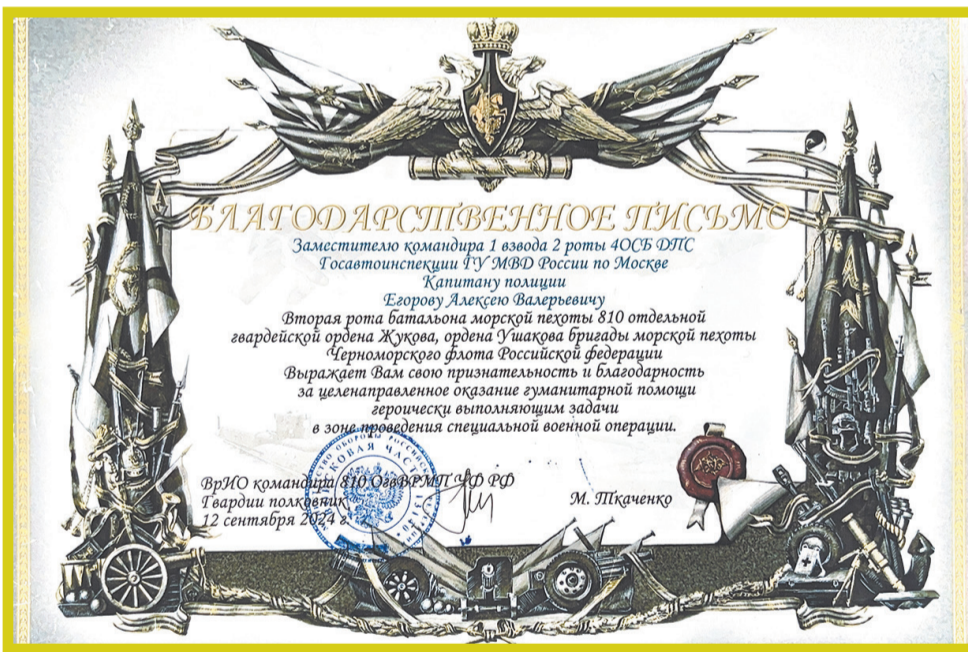 БЛАГОДАРСТВЕННОЕ ПИСЬМО
Заместителю командира 1 взвода 2 роты 4ОСБ ДПС
Госавтоинспекции ГУ МВД России по Москве
Капитану полиции
Егорову Алексею Валерьевичу
Вторая рота батальона морской пехоты 810 отдельной
гвардейской ордена Жукова, ордена Ушакова бригады морской пехоты
Черноморского флота Российской федерации
Выражает Вам свою признательность и благодарность
за целенаправленное оказание гуманитарной помощи
героически выполняющим задачи
в зоне проведения специальной военной операции.
ВрИО командира 810 ОгвВРМП ЧФ РФ
Гвардии полковник
12 сентября 2024 г.
М. Ткаченко